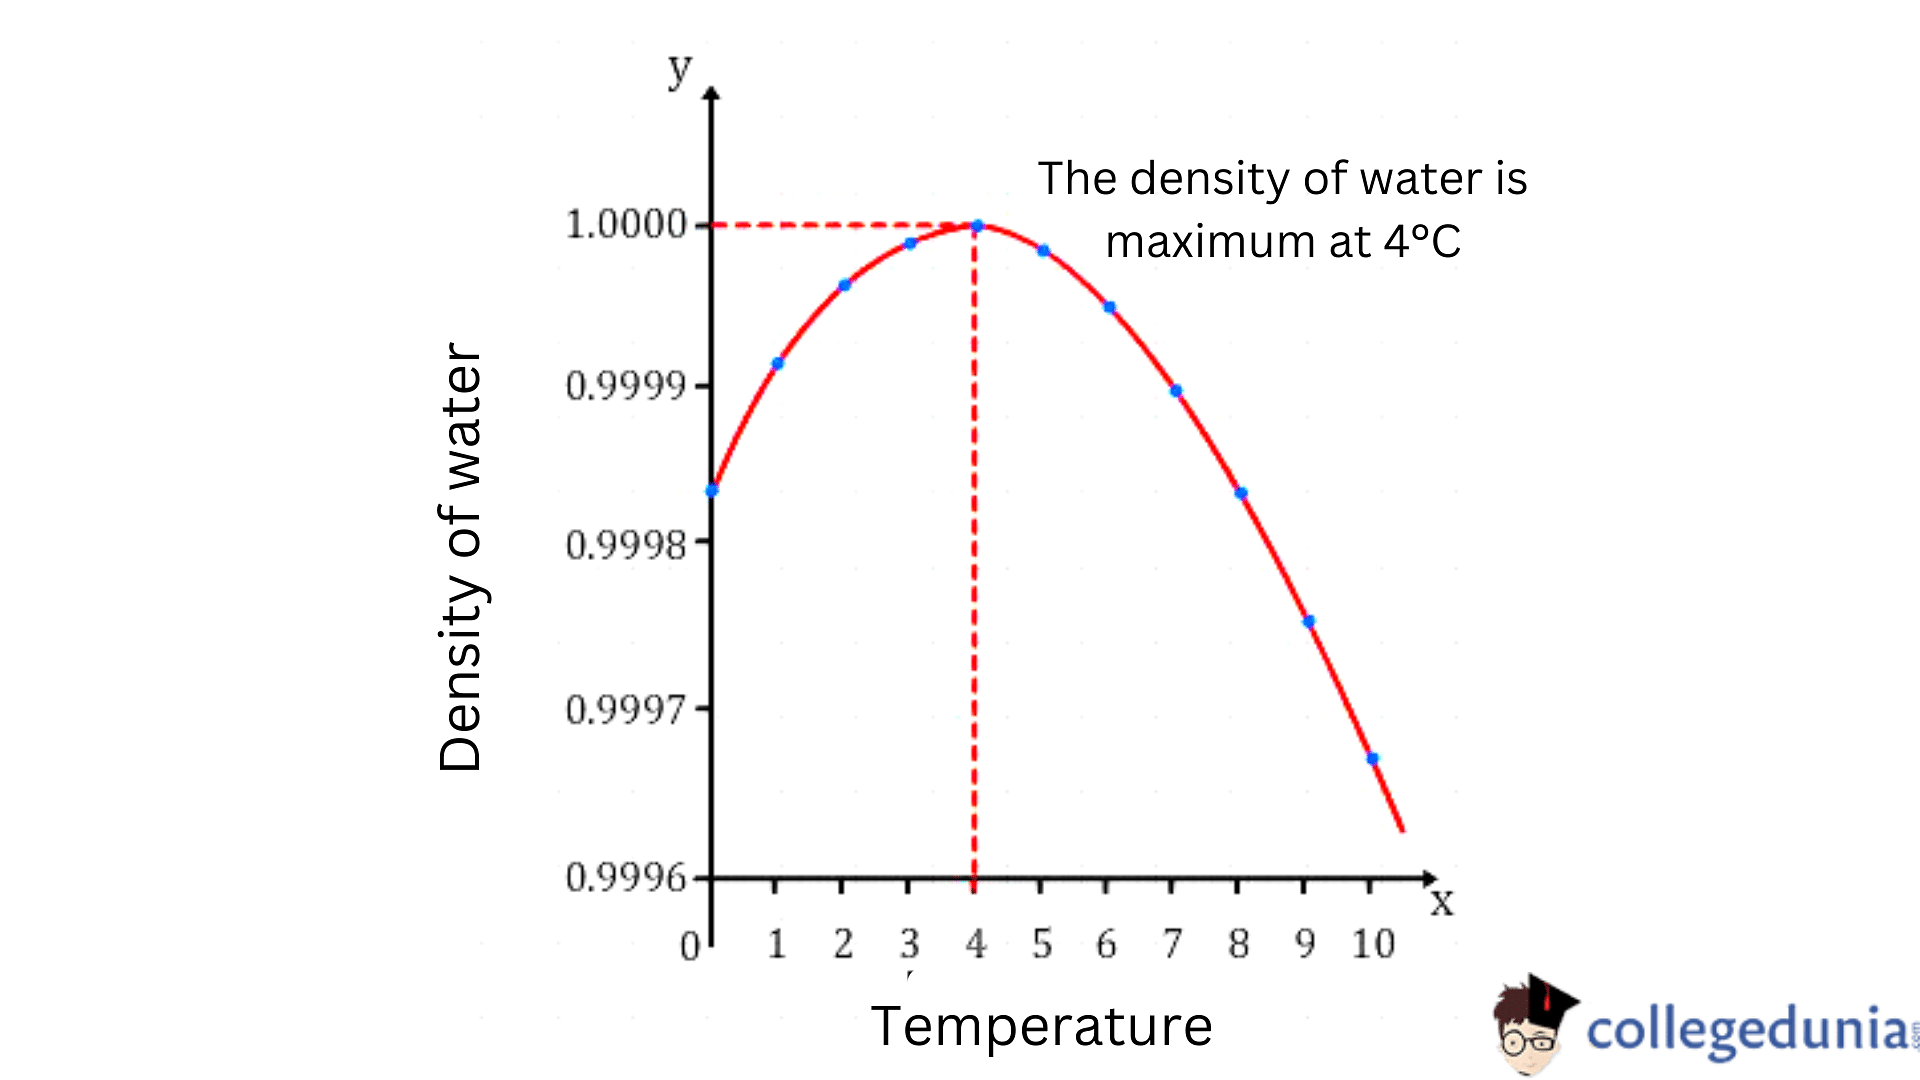 y
The density of water is
maximum at 4°C
1.0000
0.9999
0.9998
0.9997
0.9996
Density of water
x
0 1 2 3 4 5 6 7 8 9 10
Temperature
collegedunia
.com